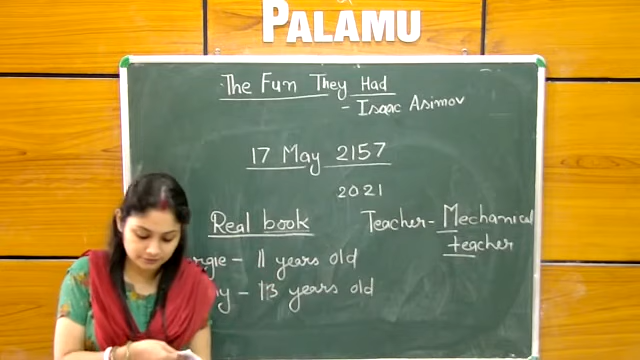 PALAMU
The Fun They Had
- Isaac Asimov
17 May 2157
2021
Real book
Teacher- Mechanical
teacher
rgie - 11 years old
y - 13 years old